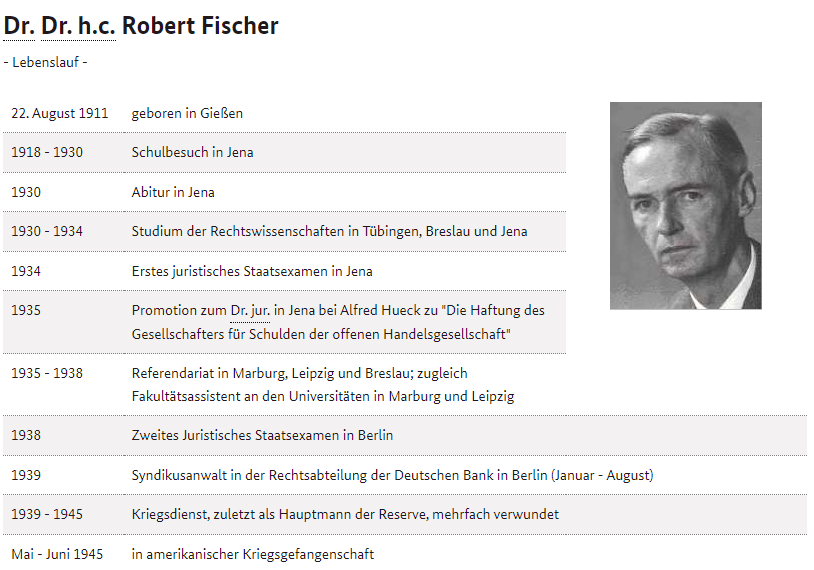 Dr. Dr. h.c. Robert Fischer
- Lebenslauf -
22. August 1911 geboren in Gießen
1918 - 1930 Schulbesuch in Jena
1930 Abitur in Jena
1930 - 1934 Studium der Rechtswissenschaften in Tübingen, Breslau und Jena
1934 Erstes juristisches Staatsexamen in Jena
1935 Promotion zum Dr. jur. in Jena bei Alfred Hueck zu "Die Haftung des
Gesellschafters für Schulden der offenen Handelsgesellschaft"
1935 - 1938 Referendariat in Marburg, Leipzig und Breslau; zugleich
Fakultätsassistent an den Universitäten in Marburg und Leipzig
1938 Zweites Juristisches Staatsexamen in Berlin
1939 Syndikusanwalt in der Rechtsabteilung der Deutschen Bank in Berlin (Januar - August)
1939 - 1945 Kriegsdienst, zuletzt als Hauptmann der Reserve, mehrfach verwundet
Mai - Juni 1945 in amerikanischer Kriegsgefangenschaft